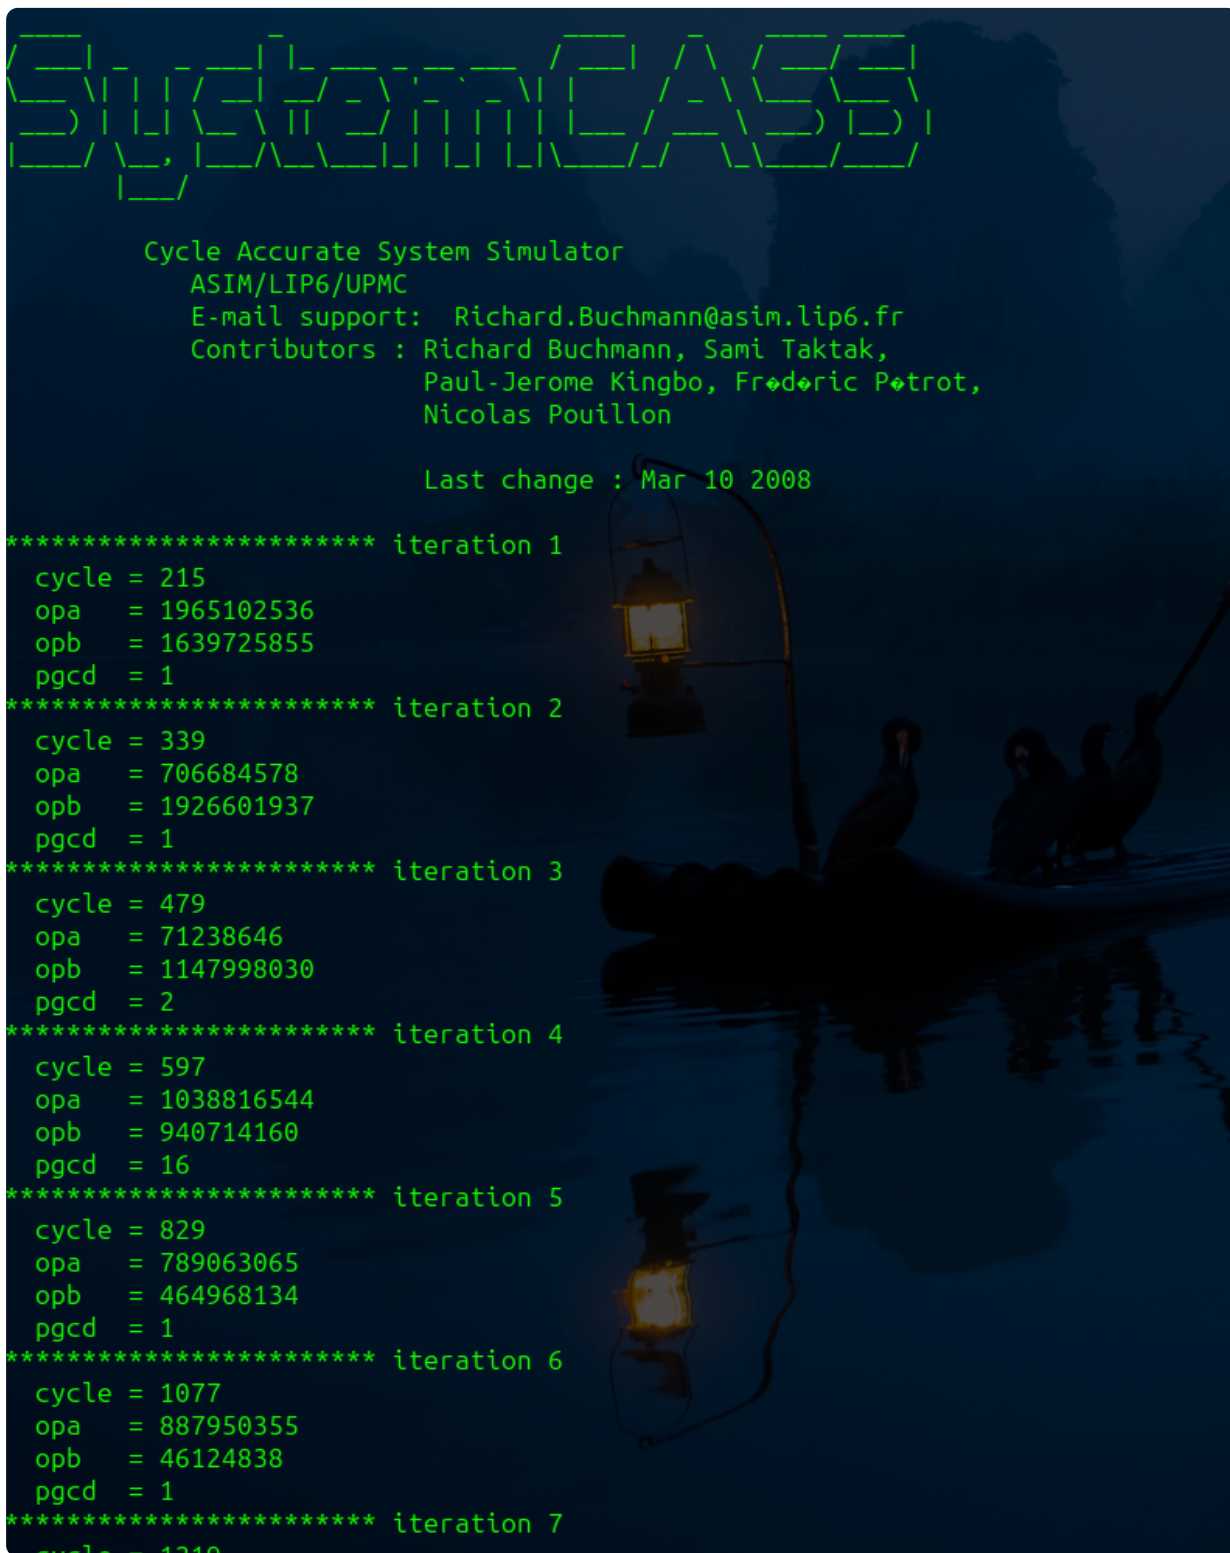 SystemCASS
Cycle Accurate System Simulator
ASIM/LIP6/UPMC
E-mail support:  Richard.Buchmann@asim.lip6.fr
Contributors : Richard Buchmann, Sami Taktak,
Paul-Jerome Kingbo, Fr�d�ric P�trot,
Nicolas Pouillon
Last change : Mar 10 2008
************************ iteration 1
cycle = 215
opa   = 1965102536
opb   = 1639725855
pgcd  = 1
************************ iteration 2
cycle = 339
opa   = 706684578
opb   = 1926601937
pgcd  = 1
************************ iteration 3
cycle = 479
opa   = 71238646
opb   = 1147998030
pgcd  = 2
************************ iteration 4
cycle = 597
opa   = 1038816544
opb   = 940714160
pgcd  = 16
************************ iteration 5
cycle = 829
opa   = 789063065
opb   = 464968134
pgcd  = 1
************************ iteration 6
cycle = 1077
opa   = 887950355
opb   = 46124838
pgcd  = 1
************************ iteration 7